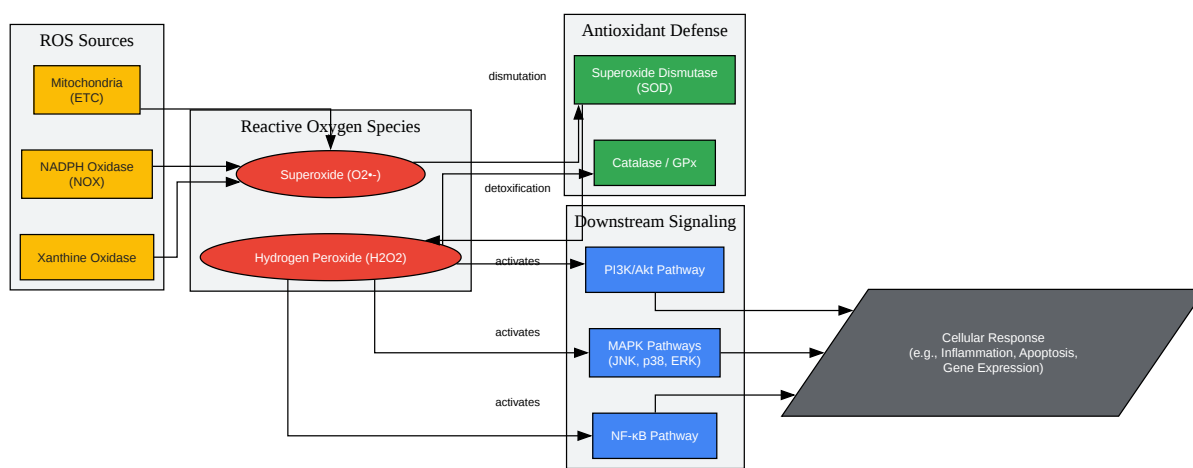 ROS Sources
Mitochondria
(ETC)
NADPH Oxidase
(NOX)
Xanthine Oxidase
Reactive Oxygen Species
Superoxide (O2•-)
Hydrogen Peroxide (H2O2)
dismutation
detoxification
activates
activates
activates
Antioxidant Defense
Superoxide Dismutase
(SOD)
Catalase / GPx
Downstream Signaling
PI3K/Akt Pathway
MAPK Pathways
(JNK, p38, ERK)
NF-κB Pathway
Cellular Response
(e.g., Inflammation, Apoptosis,
Gene Expression)